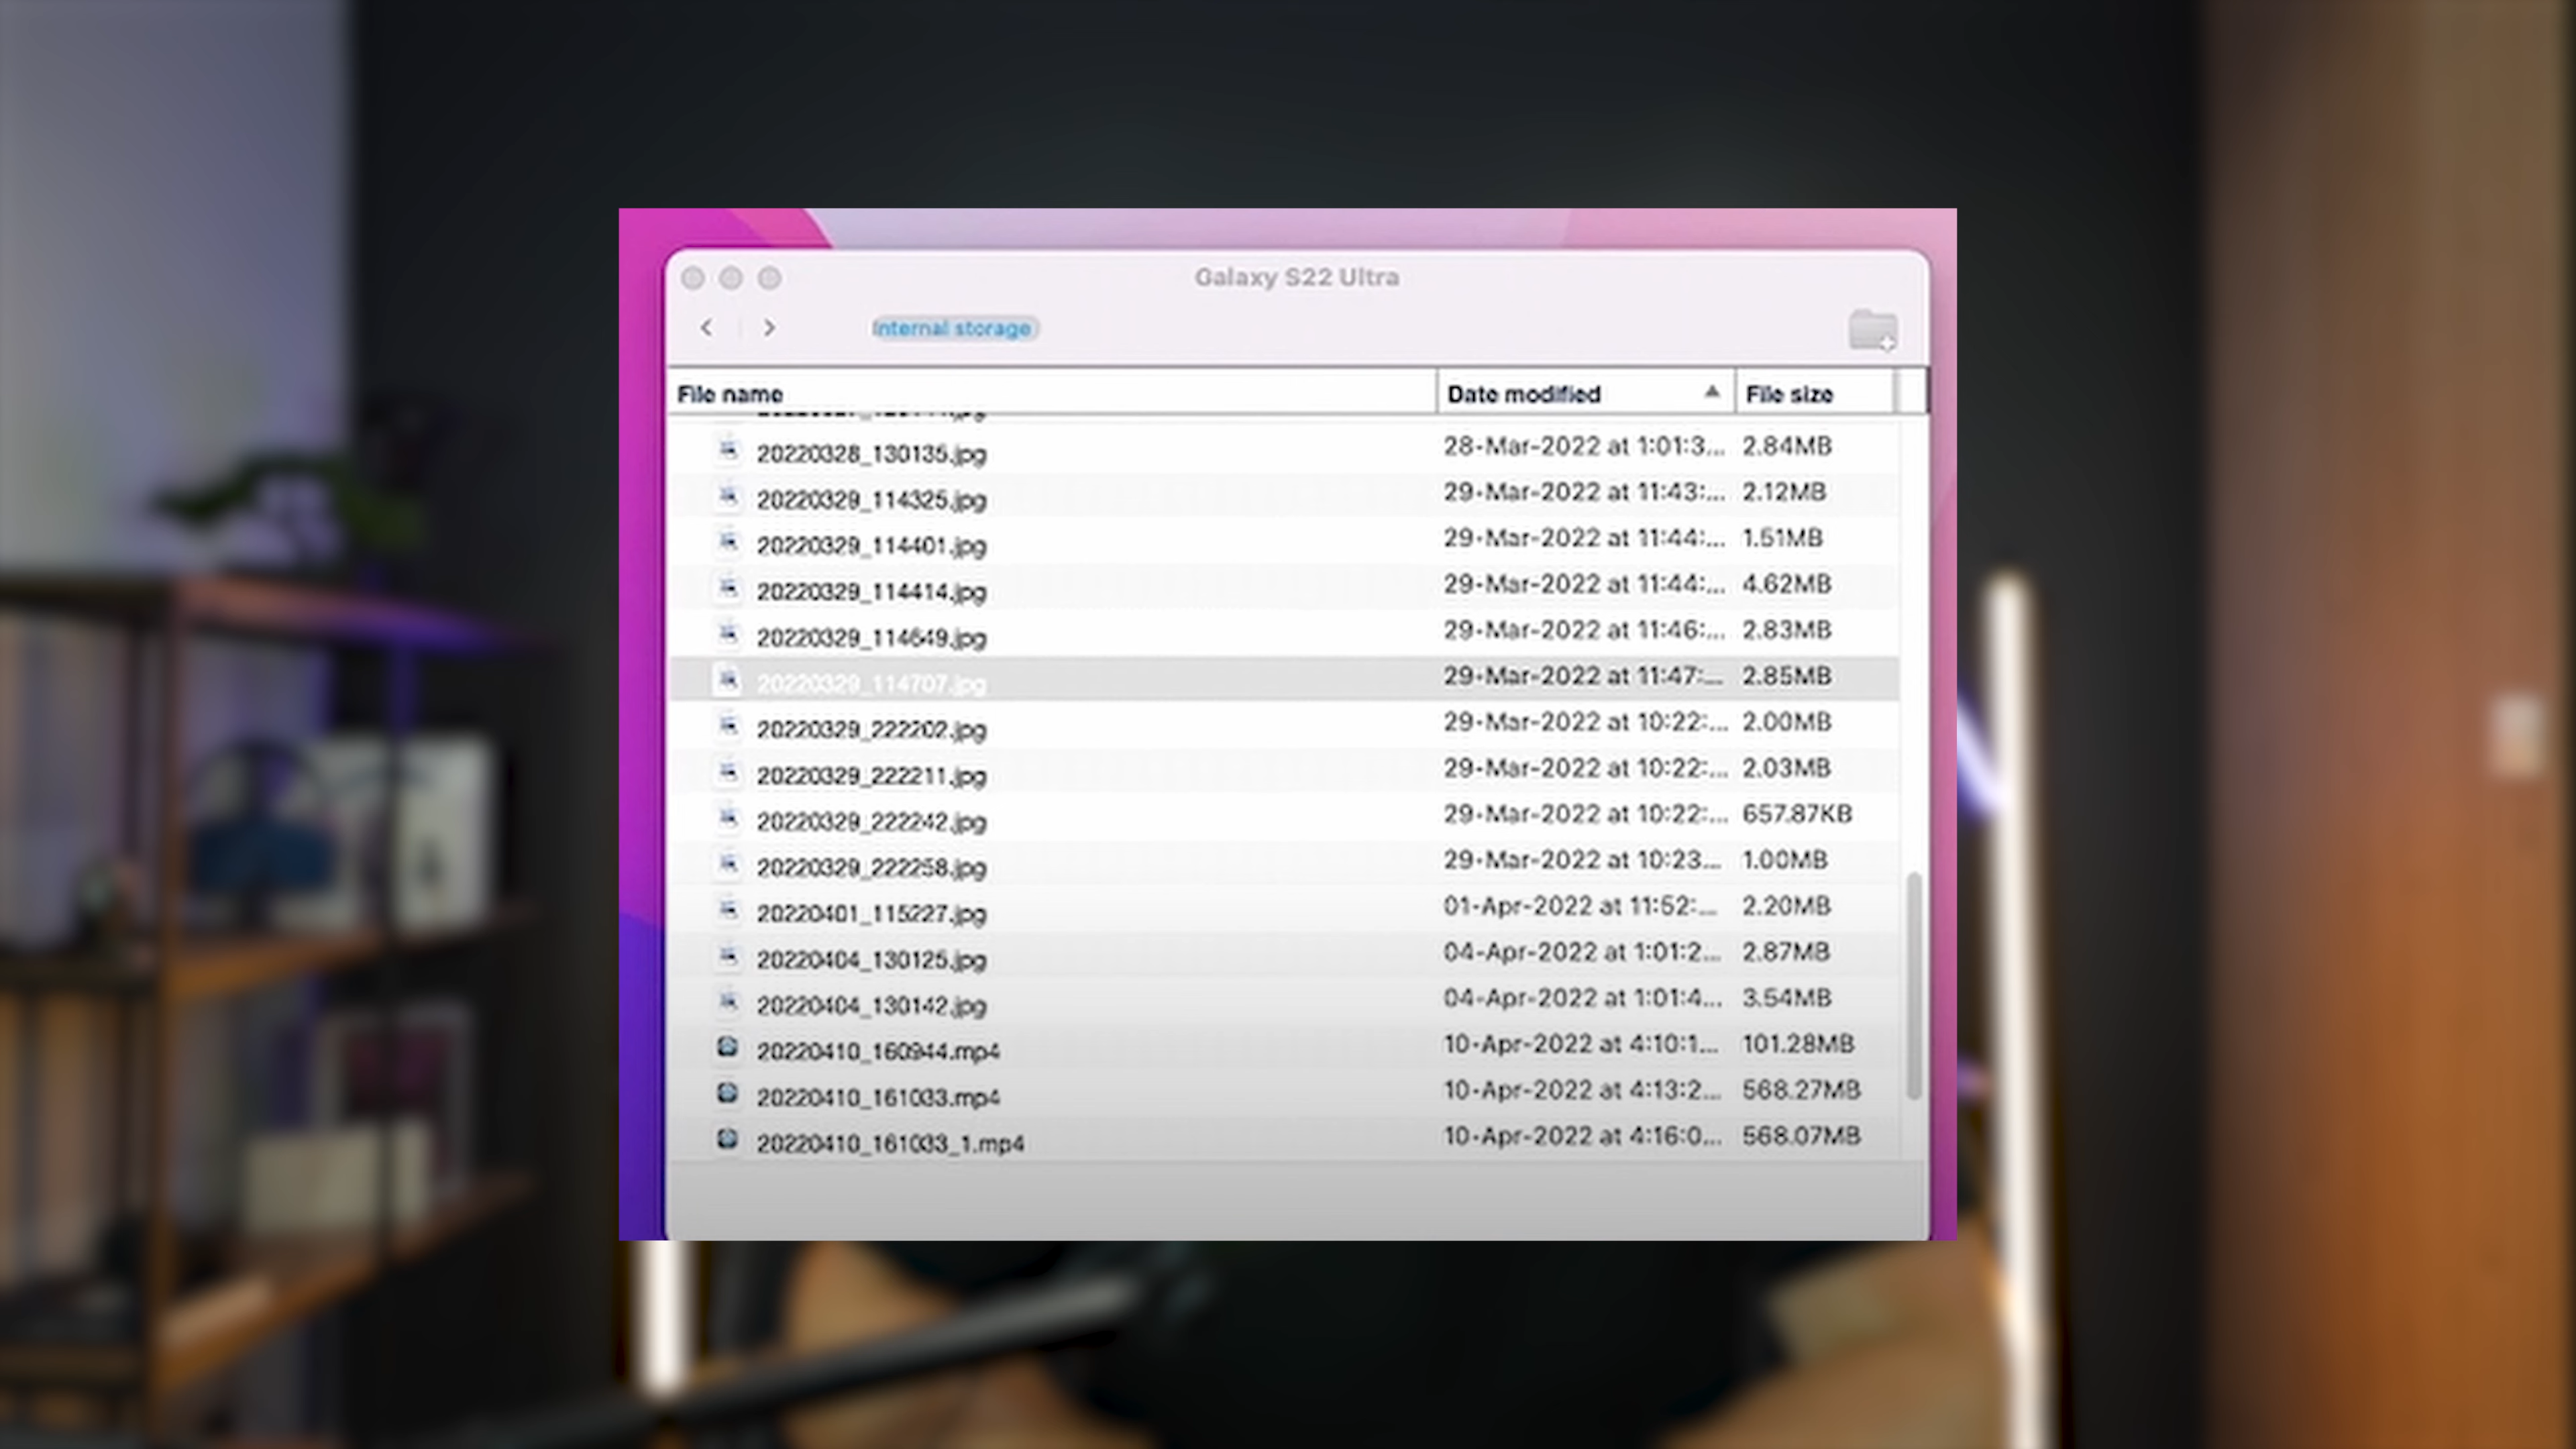 Galaxy S22 Ultra
Internal storage
File name Date modified File size
20220328_130135.jpg 28-Mar-2022 at 1:01:3... 2.84MB
20220329_114325.jpg 29-Mar-2022 at 11:43:... 2.12MB
20220329_114401.jpg 29-Mar-2022 at 11:44:... 1.51MB
20220329_114414.jpg 29-Mar-2022 at 11:44:... 4.62MB
20220329_114649.jpg 29-Mar-2022 at 11:46:... 2.83MB
20220329_114707.jpg 29-Mar-2022 at 11:47:... 2.85MB
20220329_222202.jpg 29-Mar-2022 at 10:22:... 2.00MB
20220329_222211.jpg 29-Mar-2022 at 10:22:... 2.03MB
20220329_222242.jpg 29-Mar-2022 at 10:22:... 657.87KB
20220329_222258.jpg 29-Mar-2022 at 10:23... 1.00MB
20220401_115227.jpg 01-Apr-2022 at 11:52:... 2.20MB
20220404_130125.jpg 04-Apr-2022 at 1:01:2... 2.87MB
20220404_130142.jpg 04-Apr-2022 at 1:01:4... 3.54MB
20220410_160944.mp4 10-Apr-2022 at 4:10:1... 101.28MB
20220410_161033.mp4 10-Apr-2022 at 4:13:2... 568.27MB
20220410_161033_1.mp4 10-Apr-2022 at 4:16:0... 568.07MB